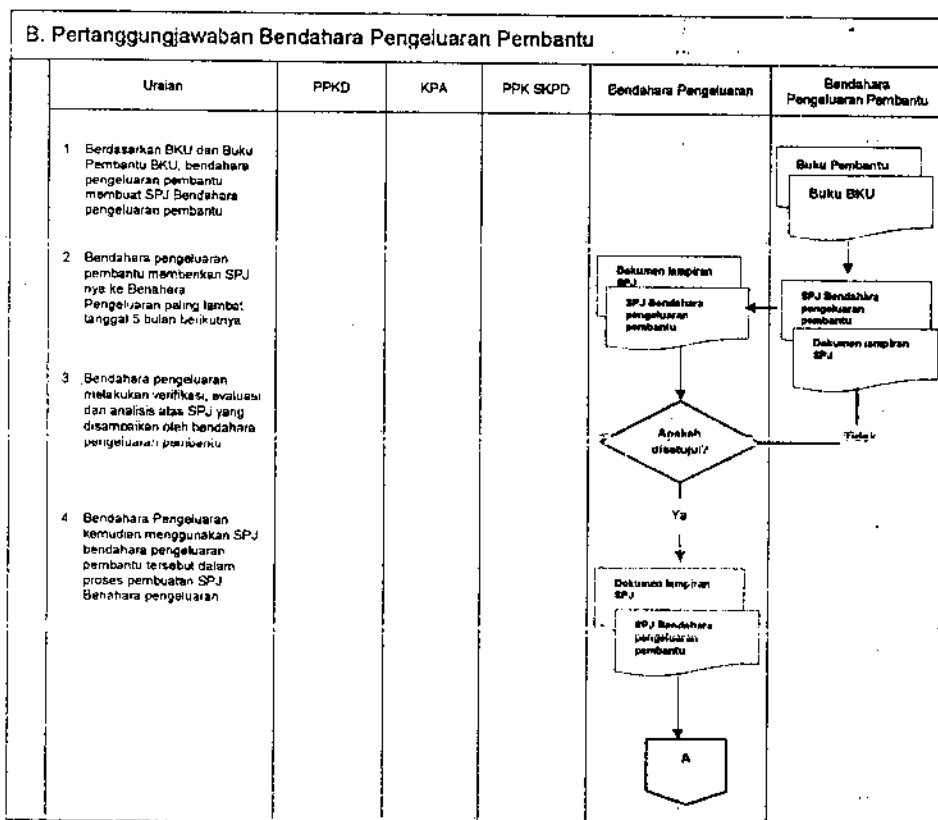 B. Pertanggungjawaban Bendahara Pengeluaran Pembantu
Uraian
PPKD
KPA
PPK SKPD
Bendahara Pengeluaran
Bendahara
Pengeluaran Pembantu
1 Berdasarkan BKU dan Buku
Pembantu BKU, bendahara
pengeluaran pembantu
membuat SPJ Bendahara
pengeluaran pembantu
2 Bendahara pengeluaran
pembantu memberikan SPJ
nya ke Benahara
Pengeluaran paling lambat
tanggal 5 bulan berikutnya
3 Bendahara pengeluaran
melakukan verifikasi, evaluasi
dan analisis atas SPJ yang
disampaikan oleh bendahara
pengeluaran pembantu
4 Bendahara Pengeluaran
kemudian menggunakan SPJ
bendahara pengeluaran
pembantu tersebut dalam
proses pembuatan SPJ
Benahara pengeluaran
Buku Pembantu
Buku BKU
SPJ Bendahara
pengeluaran
pembantu
Dokumen lampiran
SPJ
Dokumen lampiran
SPJ
SPJ Bendahara
pengeluaran
pembantu
Apakah
disetujui?
Tidak
Ya
Dokumen lampiran
SPJ
SPJ Bendahara
pengeluaran
pembantu
A